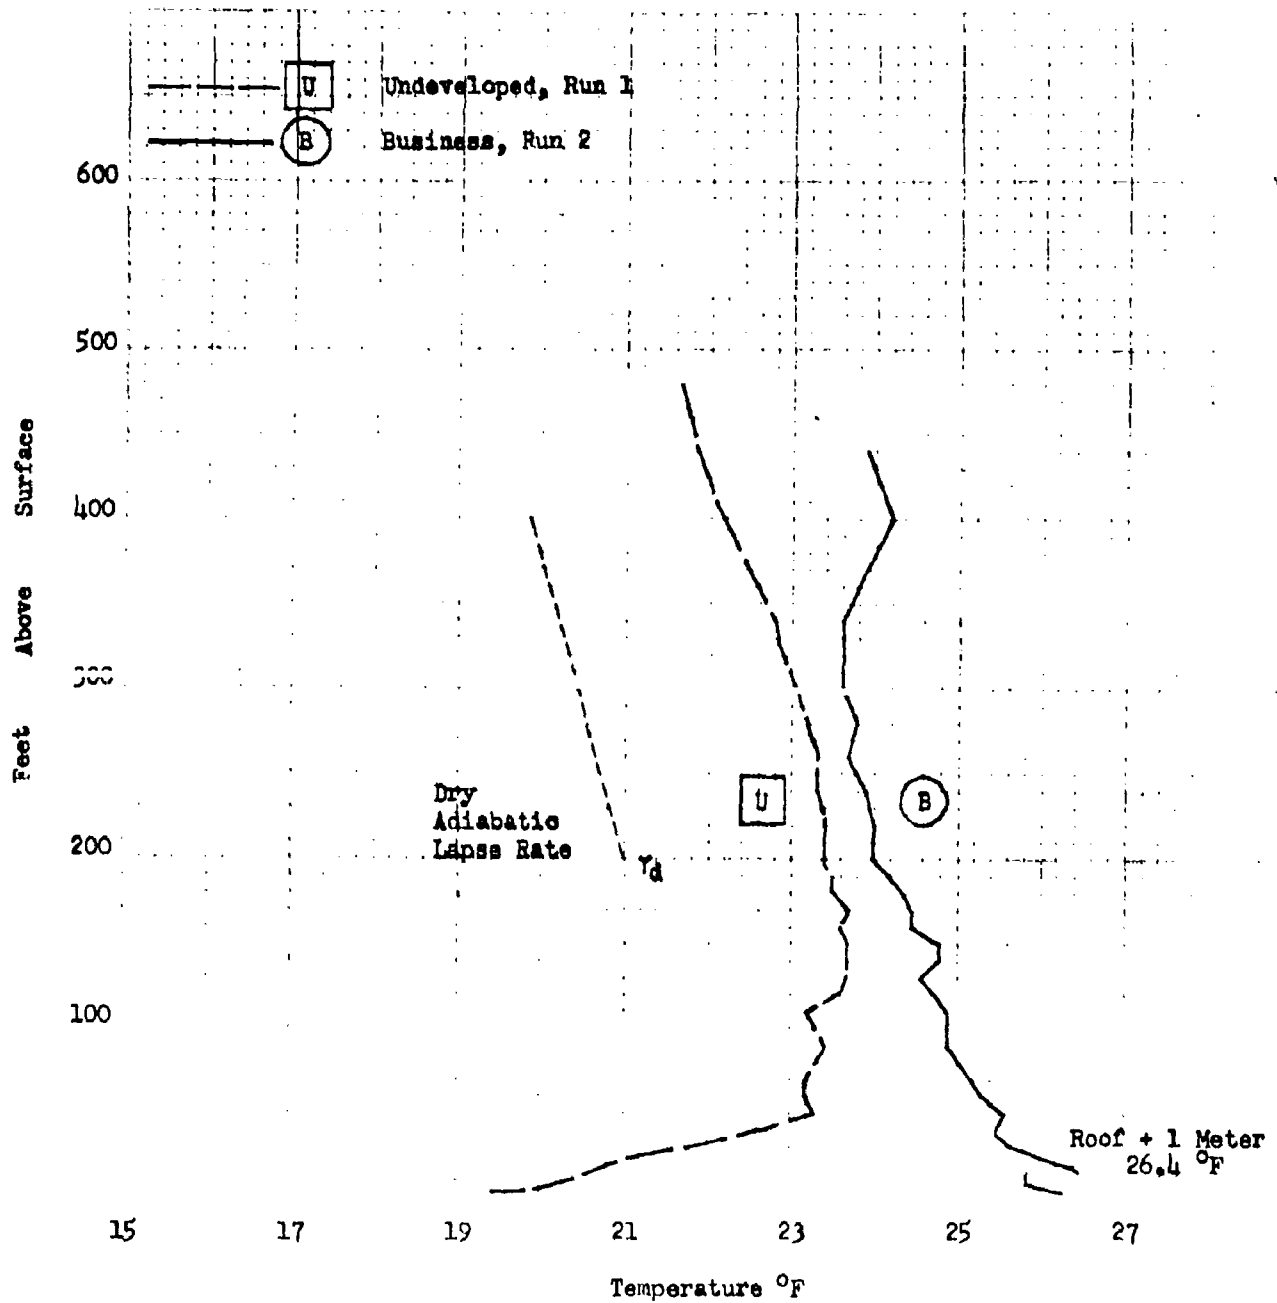 U Undeveloped, Run 1
B Business, Run 2
600
500
400
300
200
100
Feet Above Surface
Dry
Adiabatic
Lapse Rate
γd
U
B
Roof + 1 Meter
26.4 °F
15 17 19 21 23 25 27
Temperature °F